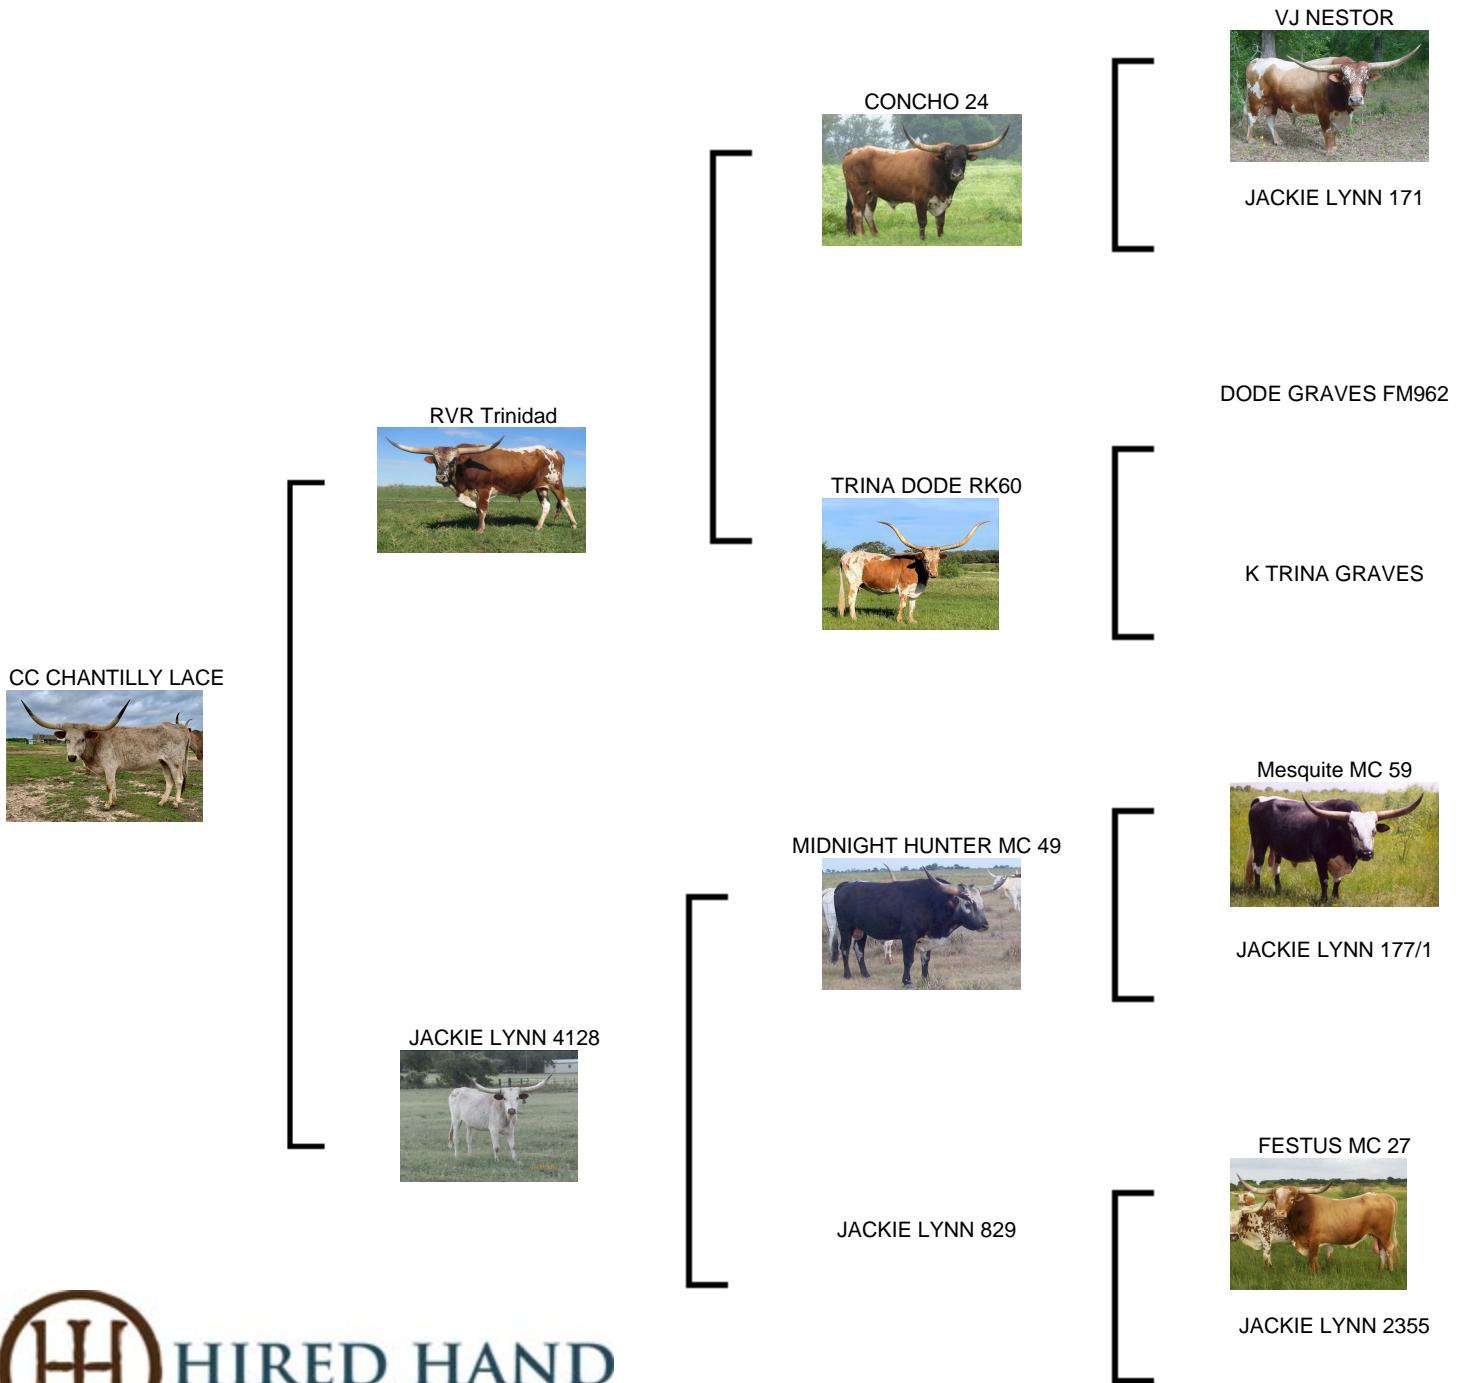 VJ NESTOR
CONCHO 24
JACKIE LYNN 171
DODE GRAVES FM962
RVR Trinidad
TRINA DODE RK60
K TRINA GRAVES
CC CHANTILLY LACE
Mesquite MC 59
MIDNIGHT HUNTER MC 49
JACKIE LYNN 177/1
JACKIE LYNN 4128
FESTUS MC 27
JACKIE LYNN 829
JACKIE LYNN 2355
HIRED HAND